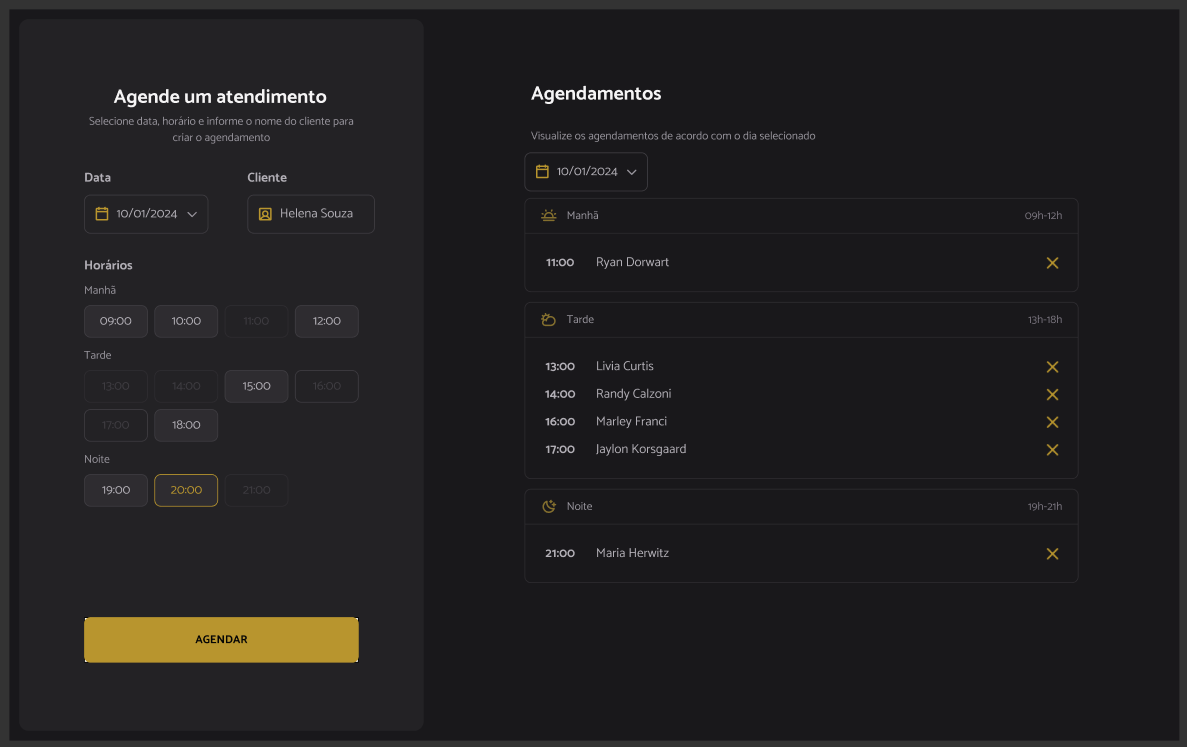 Agende um atendimento
Selecione data, horário e informe o nome do cliente para
criar o agendamento
Data
Cliente
10/01/2024
Helena Souza
Horários
Manhã
09:00
10:00
11:00
12:00
Tarde
13:00
14:00
15:00
16:00
17:00
18:00
Noite
19:00
20:00
21:00
AGENDAR
Agendamentos
Visualize os agendamentos de acordo com o dia selecionado
10/01/2024
Manhã 09h-12h
11:00 Ryan Dorwart
Tarde 13h-18h
13:00 Livia Curtis
14:00 Randy Calzoni
16:00 Marley Franci
17:00 Jaylon Korsgaard
Noite 19h-21h
21:00 Maria Herwitz